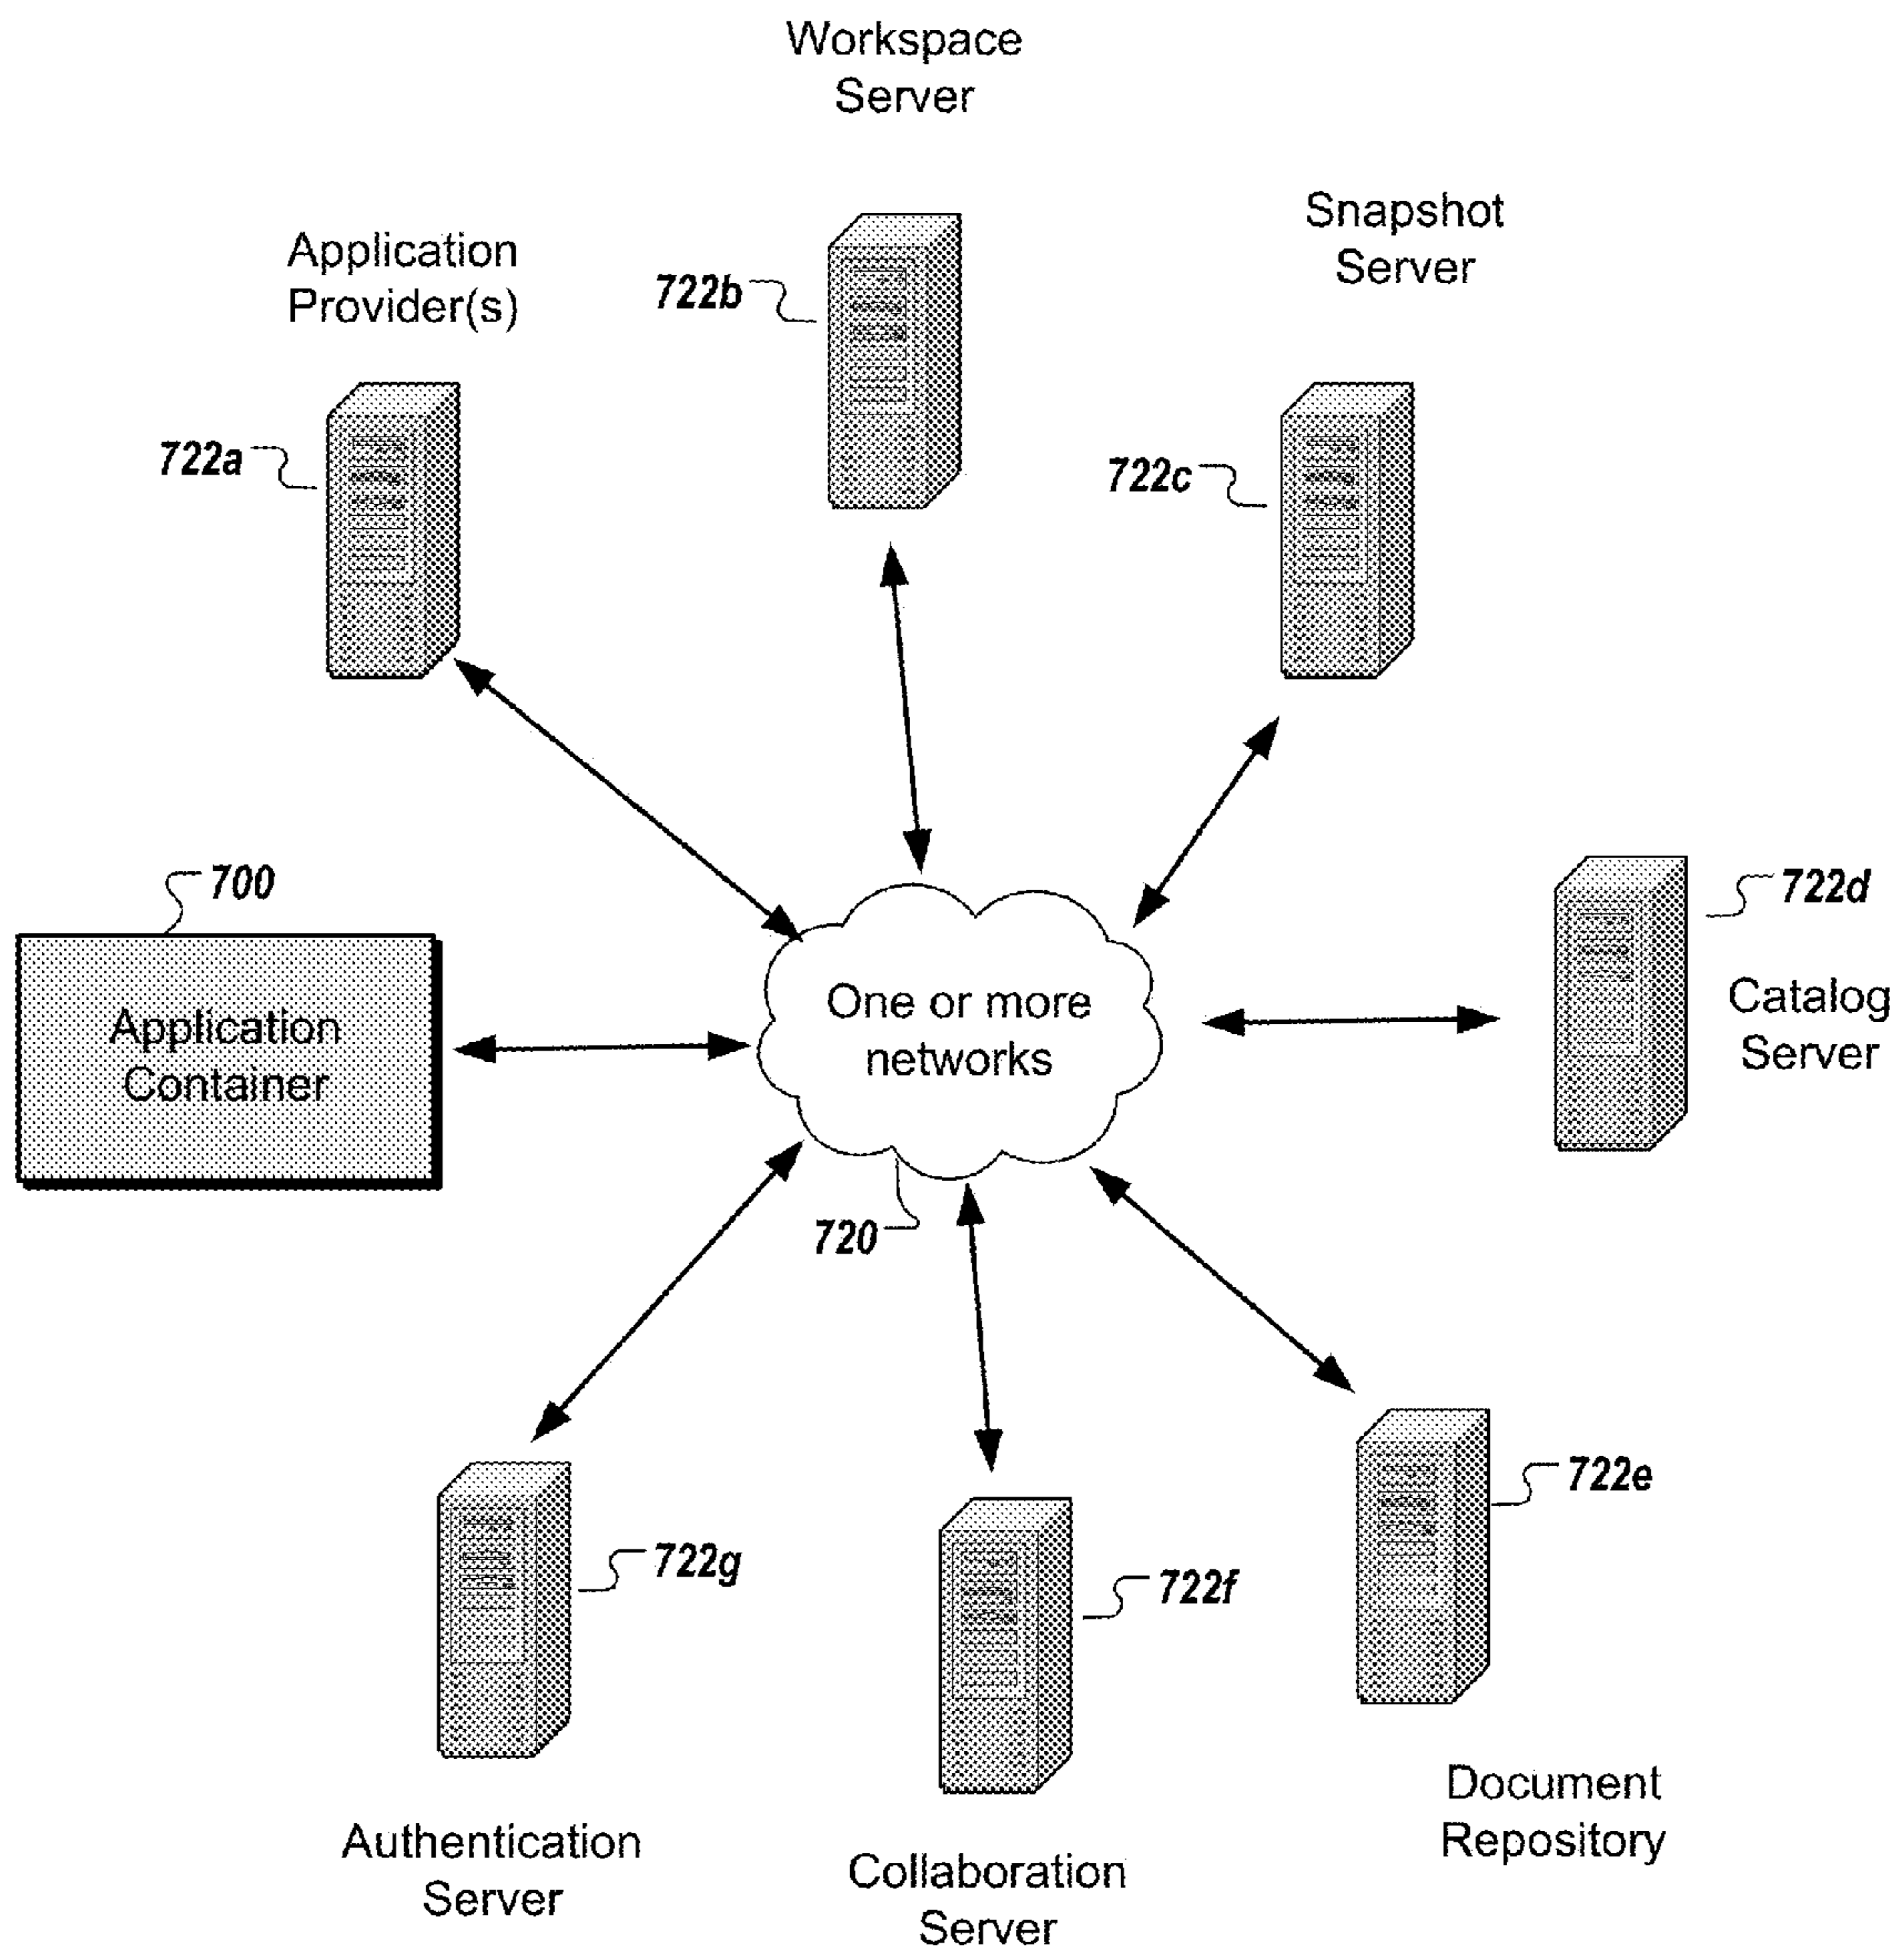 Workspace
Server
Snapshot
Server
Application
Provider(s)
722b
722a
722c
700
722d
Application
Container
One or more
networks
Catalog
Server
720
722e
722g
722f
Document
Repository
Authentication
Server
Collaboration
Server